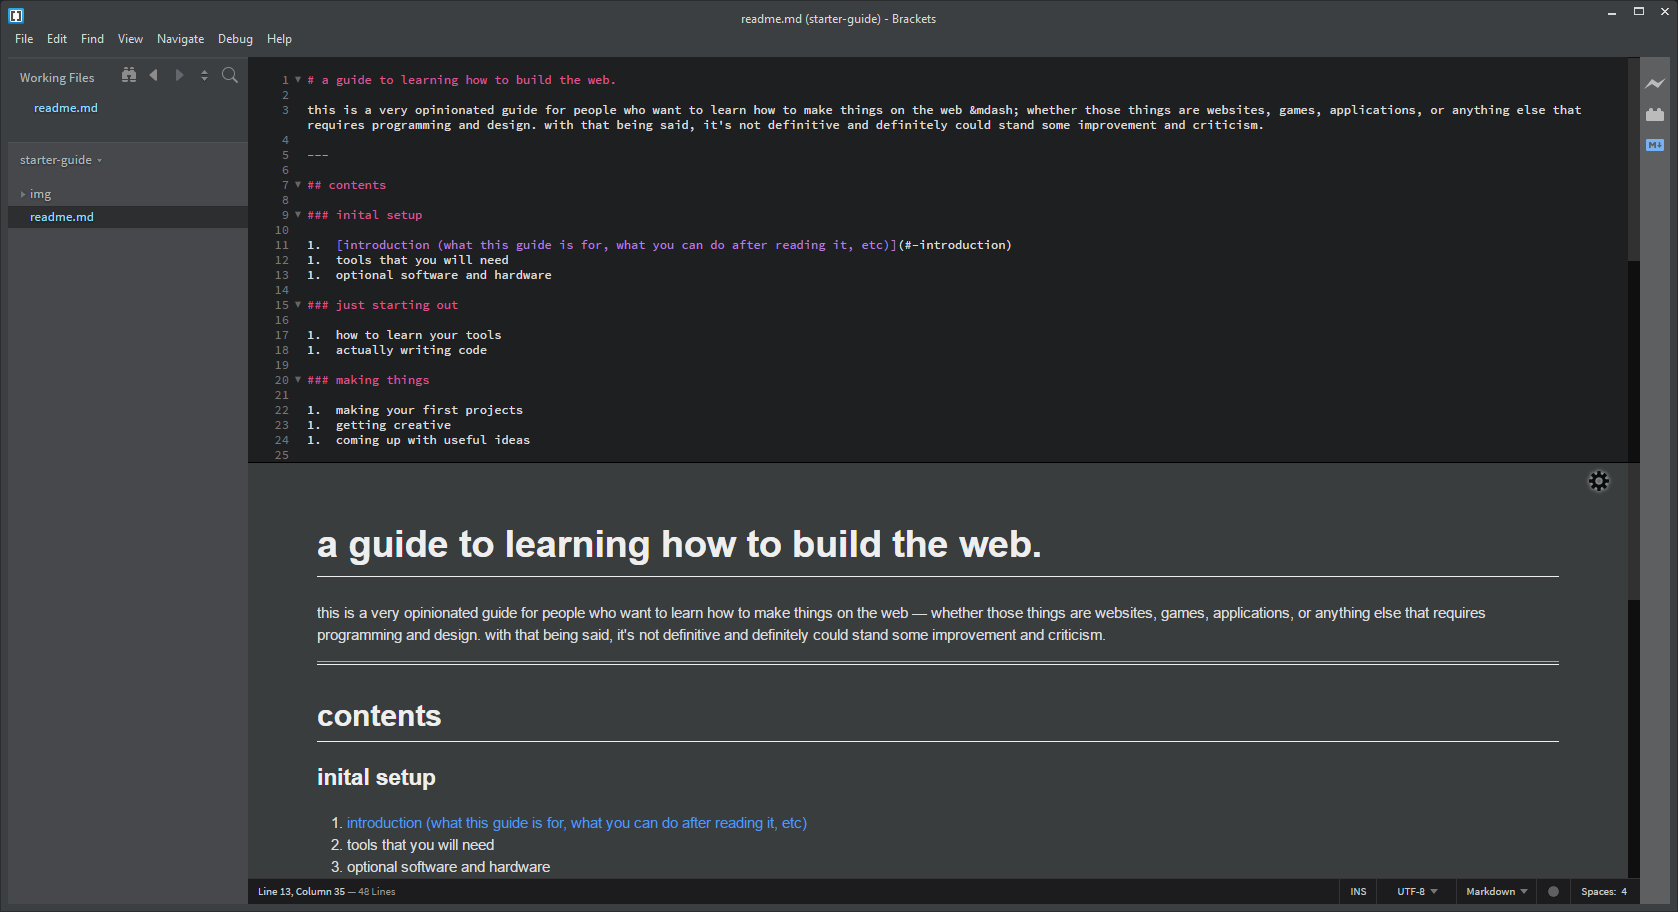 readme.md (starter-guide) - Brackets
File Edit Find View Navigate Debug Help
Working Files
readme.md
starter-guide
img
readme.md
1 # a guide to learning how to build the web.
2
3 this is a very opinionated guide for people who want to learn how to make things on the web &mdash; whether those things are websites, games, applications, or anything else that
requires programming and design. with that being said, it's not definitive and definitely could stand some improvement and criticism.
4
5 ---
6
7 ## contents
8
9 ### inital setup
10
11 1. [introduction (what this guide is for, what you can do after reading it, etc)](#-introduction)
12 1. tools that you will need
13 1. optional software and hardware
14
15 ### just starting out
16
17 1. how to learn your tools
18 1. actually writing code
19
20 ### making things
21
22 1. making your first projects
23 1. getting creative
24 1. coming up with useful ideas
25
M↓
a guide to learning how to build the web.
this is a very opinionated guide for people who want to learn how to make things on the web — whether those things are websites, games, applications, or anything else that requires
programming and design. with that being said, it's not definitive and definitely could stand some improvement and criticism.
contents
inital setup
1. introduction (what this guide is for, what you can do after reading it, etc)
2. tools that you will need
3. optional software and hardware
Line 13, Column 35 — 48 Lines
INS UTF-8 Markdown Spaces: 4